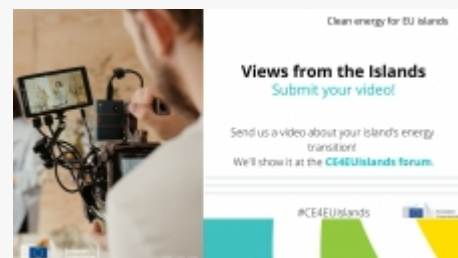 Clean energy for EU islands
Views from the Islands
Submit your video!
Send us a video about your island's energy
transition!
We'll show it at the CE4EUIslands forum.
#CE4EUIslands